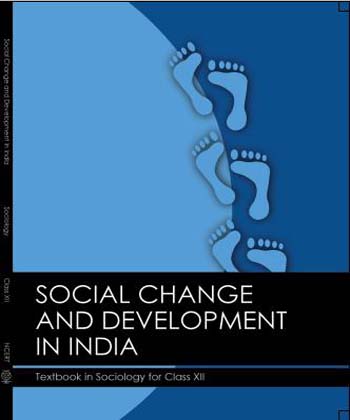 Social Change and Development in India
Sociology
Class XII
NCERT
SOCIAL CHANGE
AND DEVELOPMENT
IN INDIA
Textbook in Sociology for Class XII